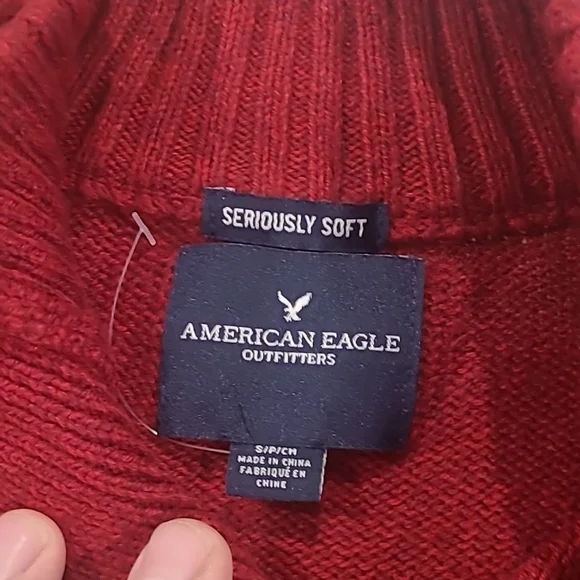 SERIOUSLY SOFT
AMERICAN EAGLE
OUTFITTERS
S/P/CH
MADE IN CHINA
FABRIQUÉ EN
CHINE